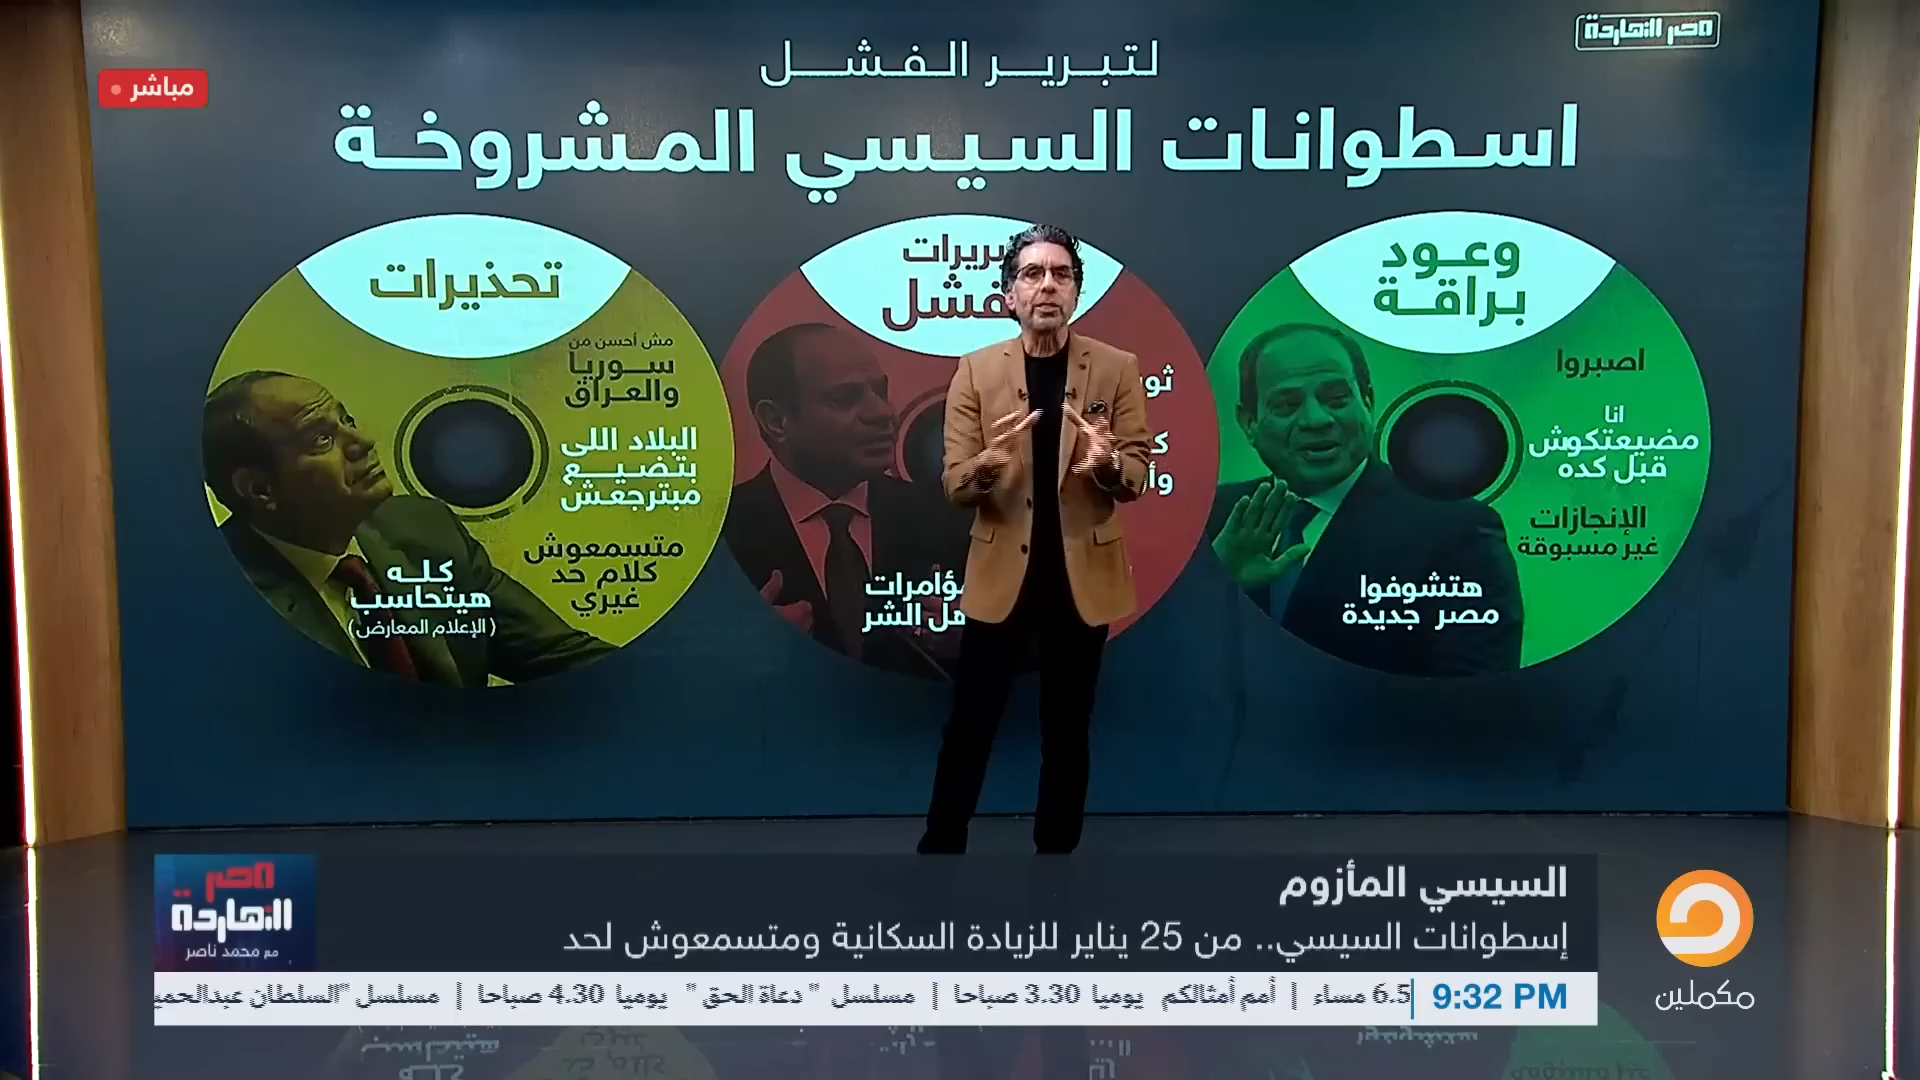 مصر النهاردة
مباشر
لتبرير الفشل
اسطوانات السيسي المشروخة
وعود
براقة
اصبروا
انا
مضيعتكوش
قبل كده
الإنجازات
غير مسبوقة
هتشوفوا
مصر جديدة
تحذيرات
مش أحسن من
سوريا
والعراق
البلاد اللى
بتضيع
مبترجعش
متسمعوش
كلام حد
غيري
كله
هيتحاسب
(الإعلام المعارض)
الشر
السيسي المأزوم
إسطوانات السيسي.. من 25 يناير للزيادة السكانية ومتسمعوش لحد
مصر
النهاردة
مع محمد ناصر
9:32 PM
6.5 مساء | أمم أمثالكم يوميا 3.30 صباحا | مسلسل "دعاة الحق" يوميا 4.30 صباحا | مسلسل "السلطان
مكملين